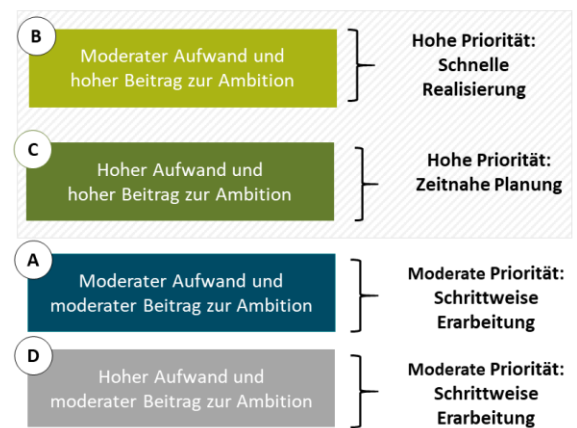 B
Moderater Aufwand und
hoher Beitrag zur Ambition
Hohe Priorität:
Schnelle
Realisierung
C
Hoher Aufwand und
hoher Beitrag zur Ambition
Hohe Priorität:
Zeitnahe Planung
A
Moderater Aufwand und
moderater Beitrag zur Ambition
Moderate Priorität:
Schrittweise
Erarbeitung
D
Hoher Aufwand und
moderater Beitrag zur Ambition
Moderate Priorität:
Schrittweise
Erarbeitung